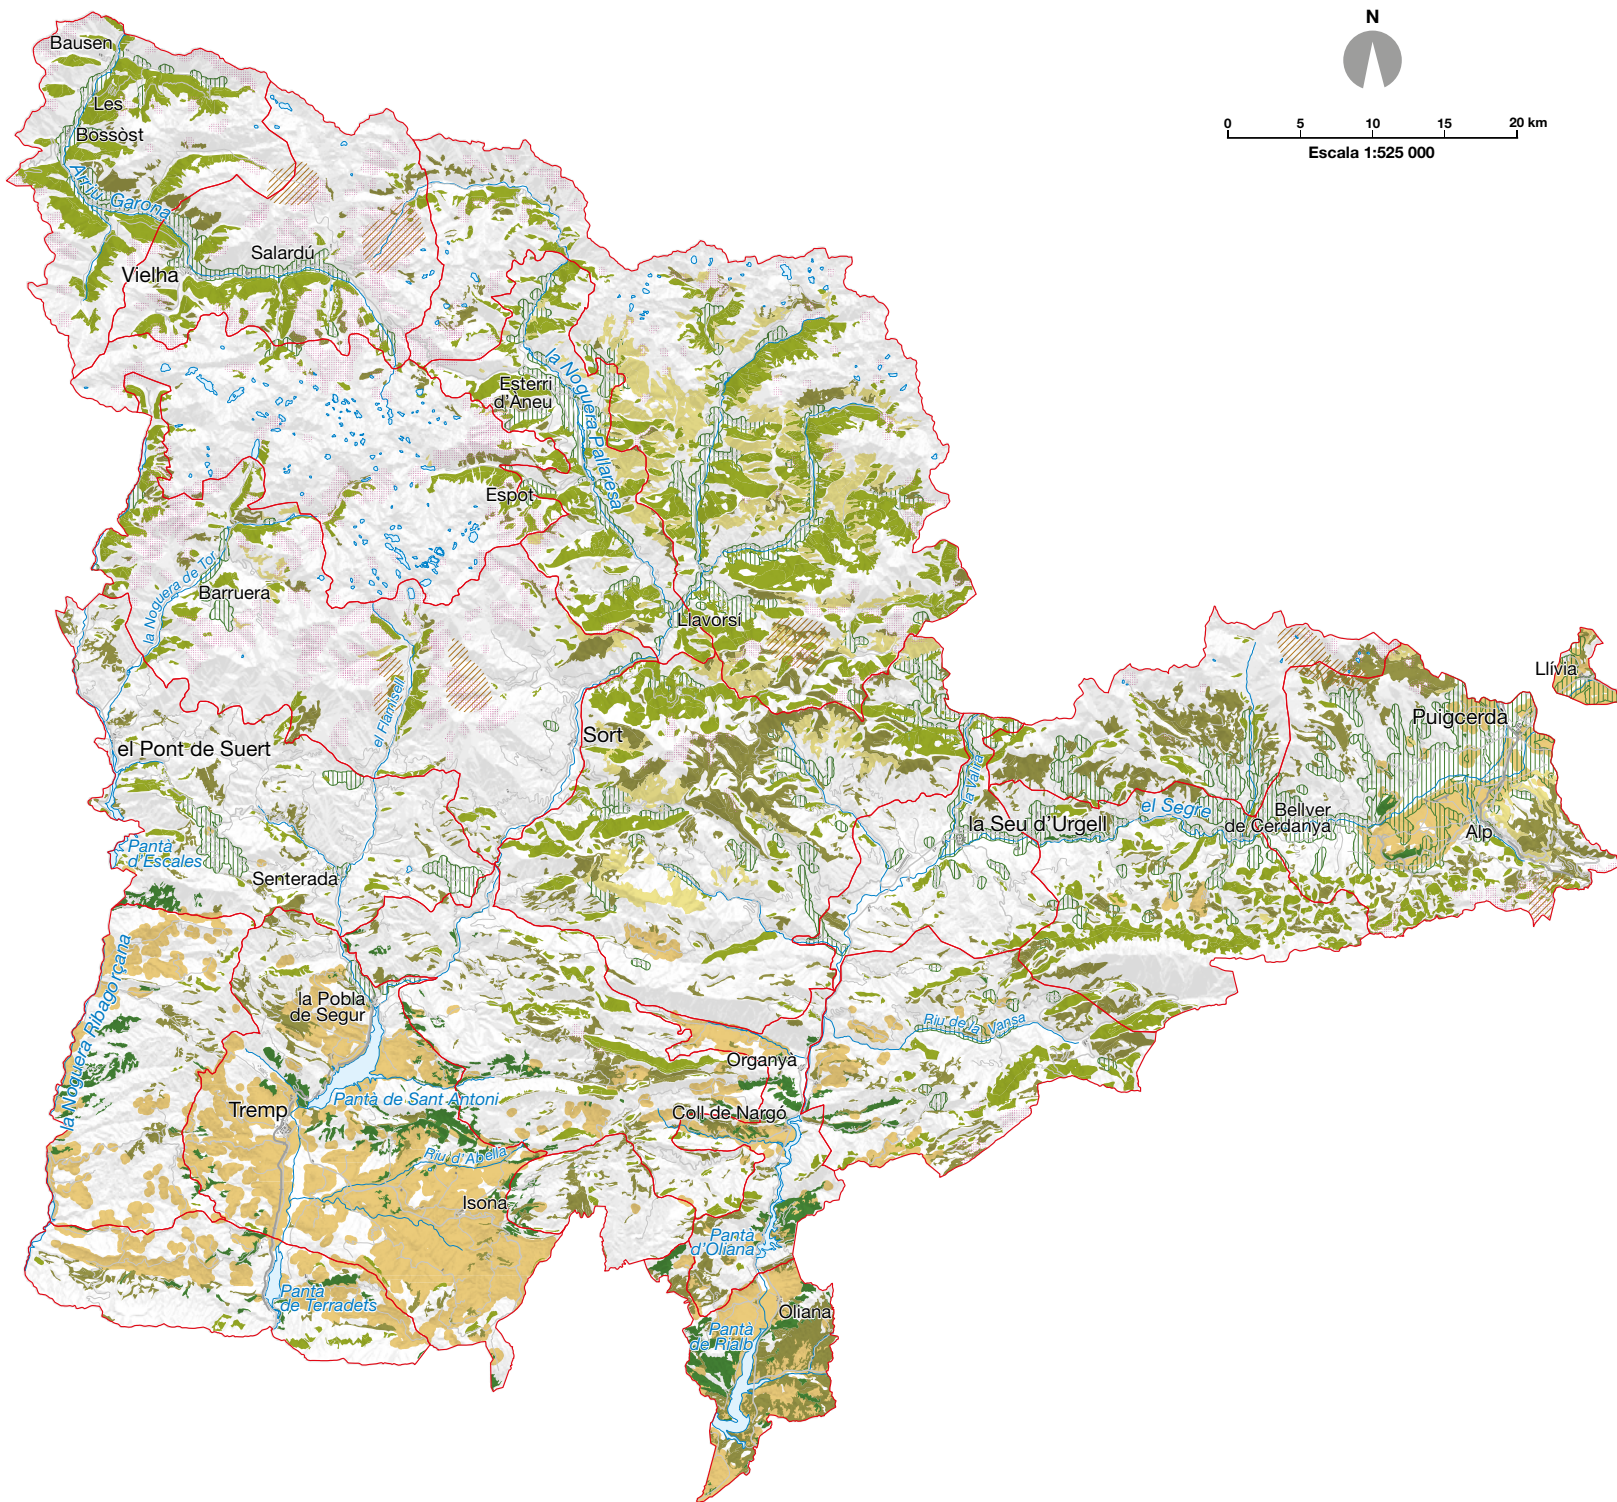 N
0 5 10 15 20 km
Escala 1:525 000
Bausen
Les
Bossòst
Arriu Garona
Salardú
Vielha
la Noguera Pallaresa
Esterri
d'Àneu
Espot
la Noguera de Tor
Barruera
Llavorsí
Llívia
el Flamisell
Sort
Puigcerdà
el Pont de Suert
la Valira
el Segre
Bellver
de Cerdanya
la Seu d'Urgell
Alp
Pantà
d'Escales
Senterada
la Noguera Ribagorçana
la Pobla
de Segur
Riu de la Vansa
Organyà
Tremp
Pantà de Sant Antoni
Coll de Nargó
Riu d'Abella
Isona
Pantà
d'Oliana
Pantà
de Terradets
Oliana
Pantà
de Rialb